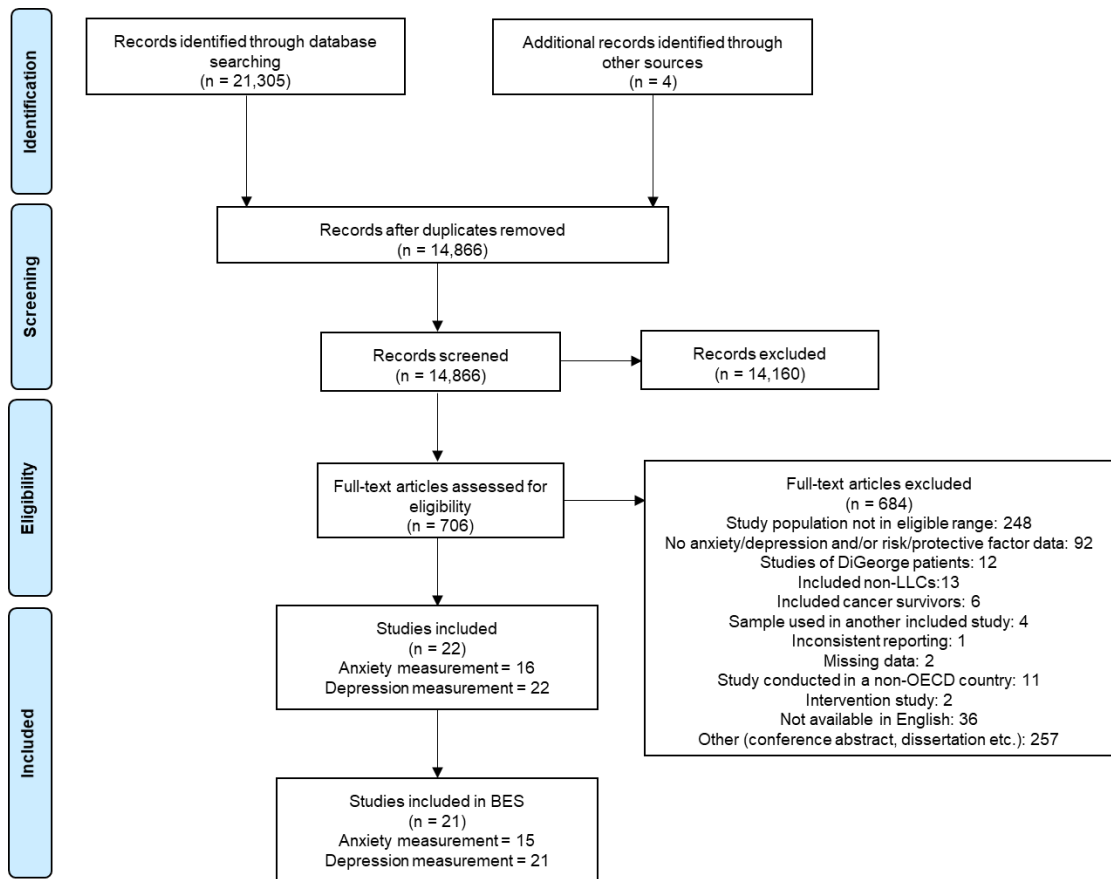 Identification
Records identified through database
searching
(n = 21,305)
Additional records identified through
other sources
(n = 4)
Screening
Records after duplicates removed
(n = 14,866)
Records screened
(n = 14,866)
Records excluded
(n = 14,160)
Eligibility
Full-text articles assessed for
eligibility
(n = 706)
Full-text articles excluded
(n = 684)
Study population not in eligible range: 248
No anxiety/depression and/or risk/protective factor data: 92
Studies of DiGeorge patients: 12
Included non-LLCs:13
Included cancer survivors: 6
Sample used in another included study: 4
Inconsistent reporting: 1
Missing data: 2
Study conducted in a non-OECD country: 11
Intervention study: 2
Not available in English: 36
Other (conference abstract, dissertation etc.): 257
Included
Studies included
(n = 22)
Anxiety measurement = 16
Depression measurement = 22
Studies included in BES
(n = 21)
Anxiety measurement = 15
Depression measurement = 21